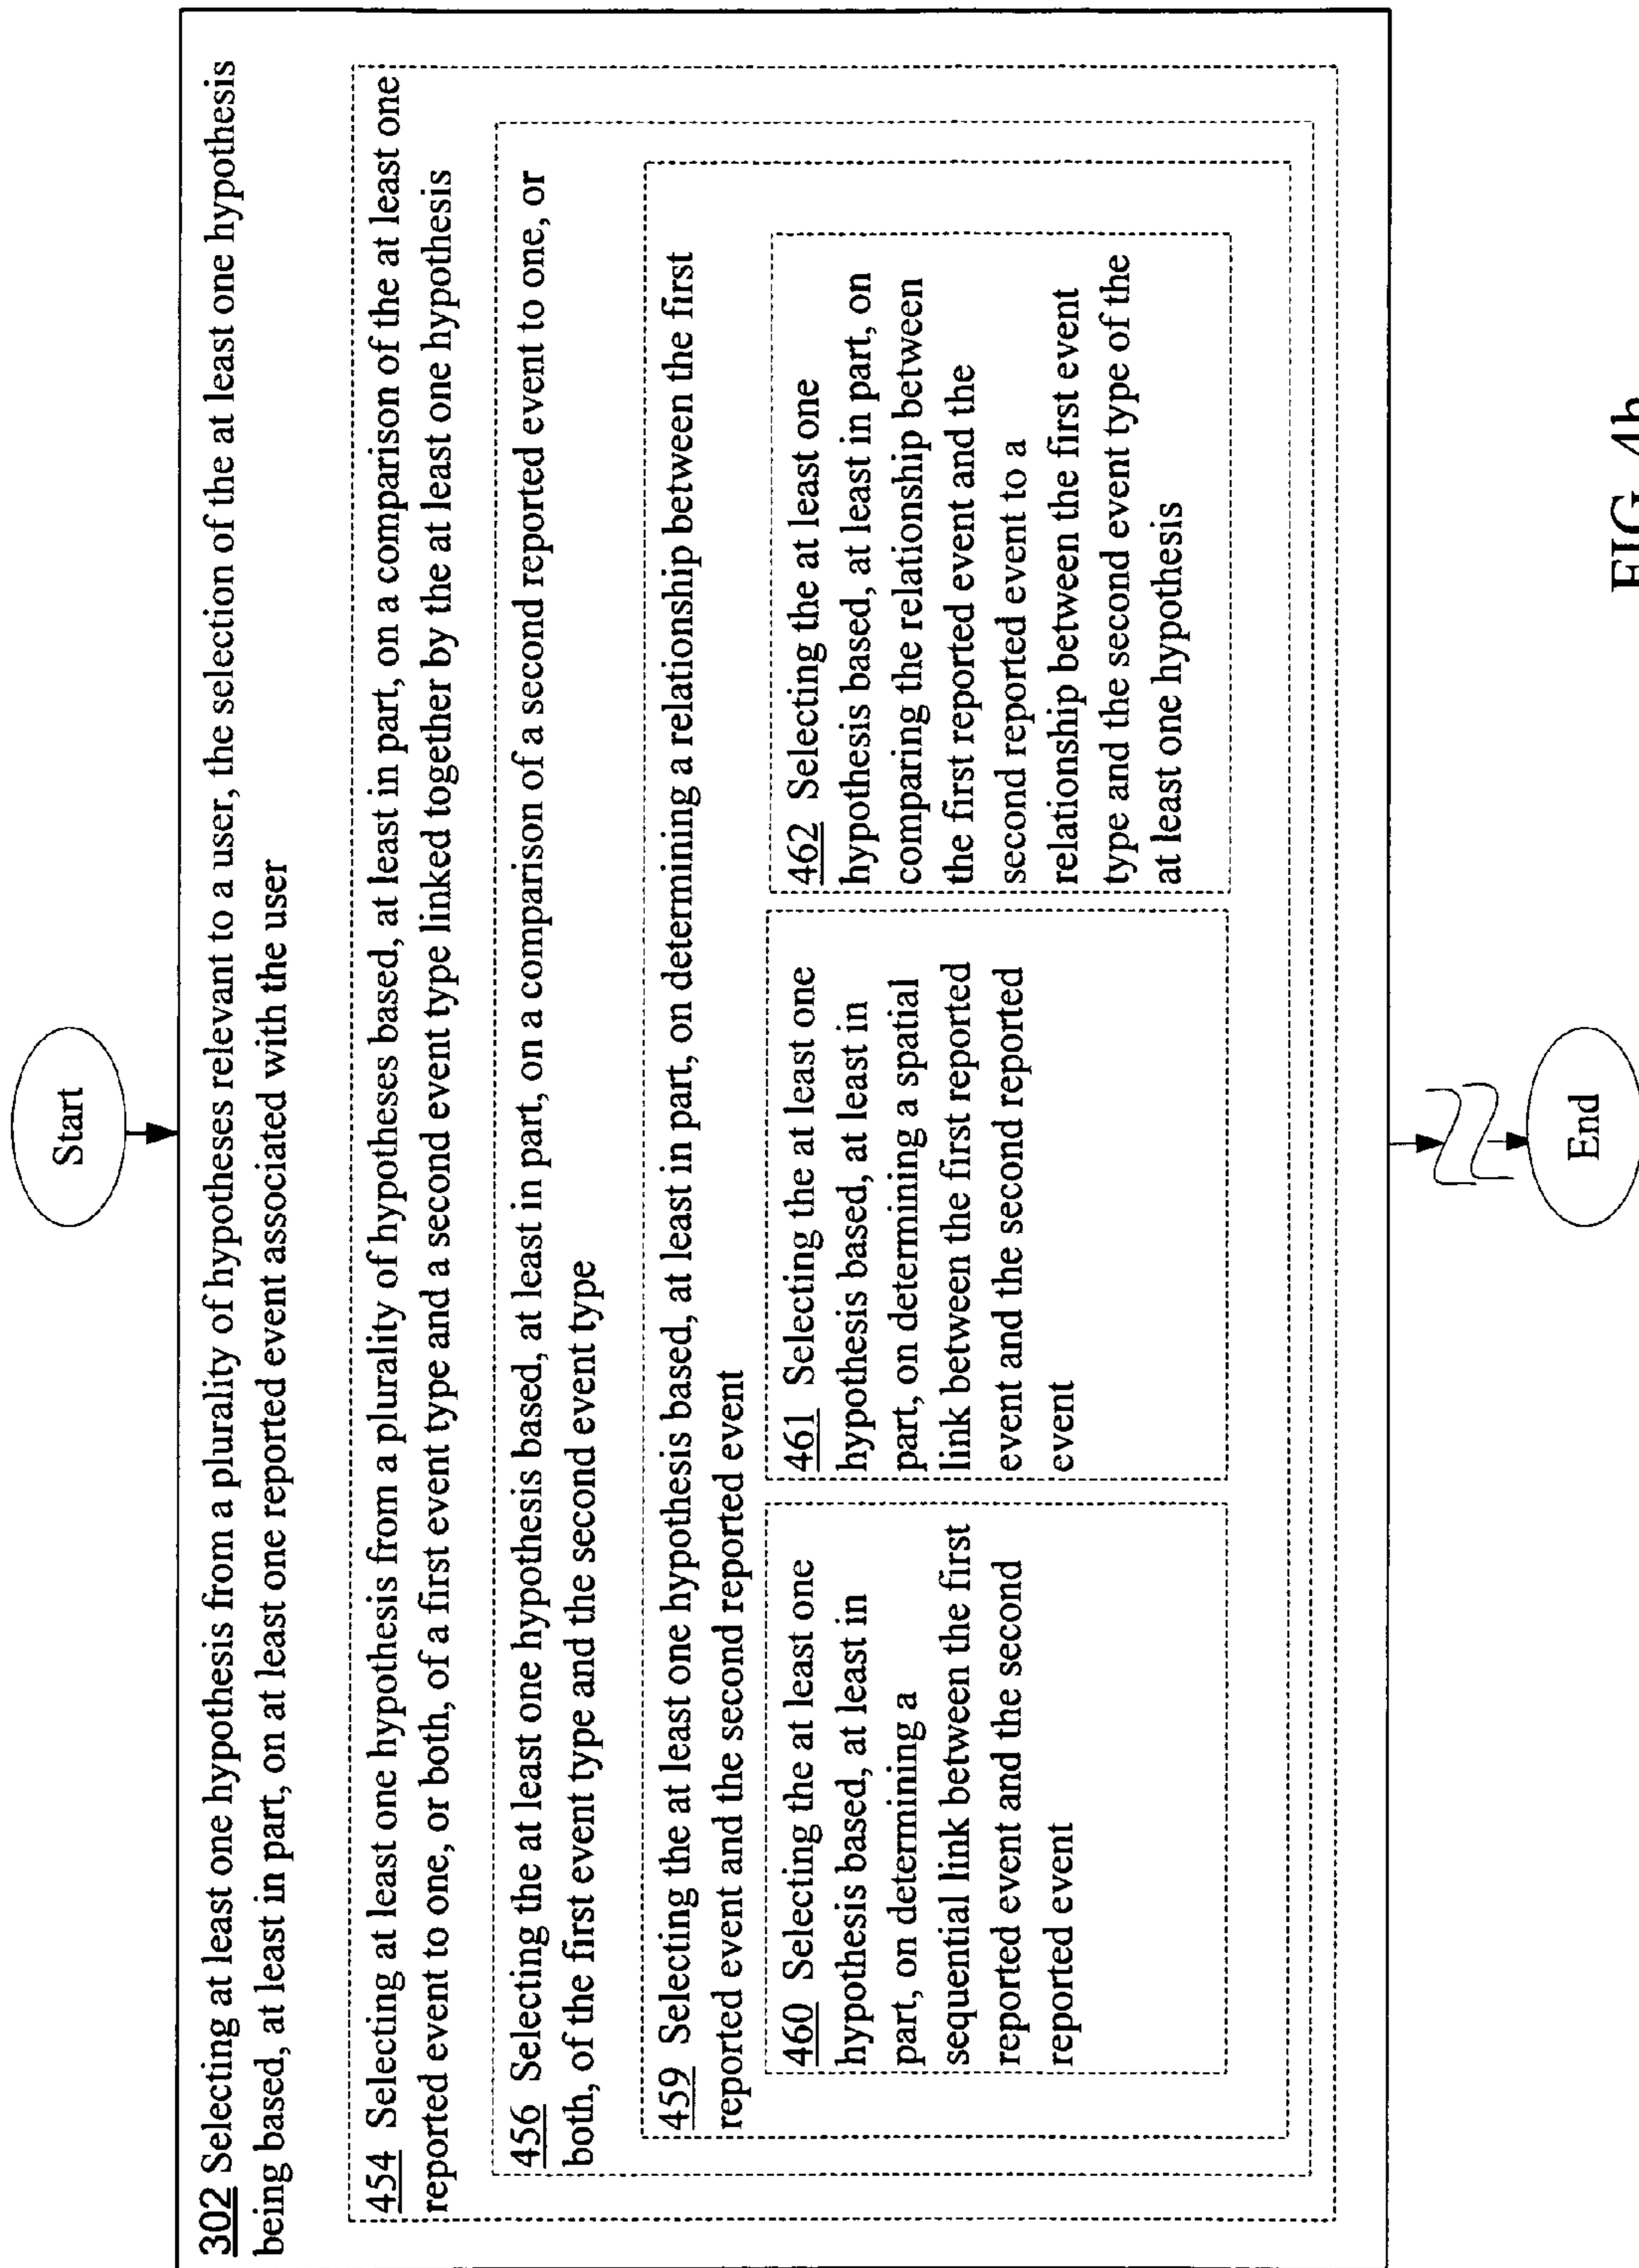 Start
302 Selecting at least one hypothesis from a plurality of hypotheses relevant to a user, the selection of the at least one hypothesis
being based, at least in part, on at least one reported event associated with the user
454 Selecting at least one hypothesis from a plurality of hypotheses based, at least in part, on a comparison of the at least one
reported event to one, or both, of a first event type and a second event type linked together by the at least one hypothesis
456 Selecting the at least one hypothesis based, at least in part, on a comparison of a second reported event to one, or
both, of the first event type and the second event type
459 Selecting the at least one hypothesis based, at least in part, on determining a relationship between the first
reported event and the second reported event
460 Selecting the at least one
hypothesis based, at least in
part, on determining a
sequential link between the first
reported event and the second
reported event
461 Selecting the at least one
hypothesis based, at least in
part, on determining a spatial
link between the first reported
event and the second reported
event
462 Selecting the at least one
hypothesis based, at least in part, on
comparing the relationship between
the first reported event and the
second reported event to a
relationship between the first event
type and the second event type of the
at least one hypothesis
End
FIG. 4b